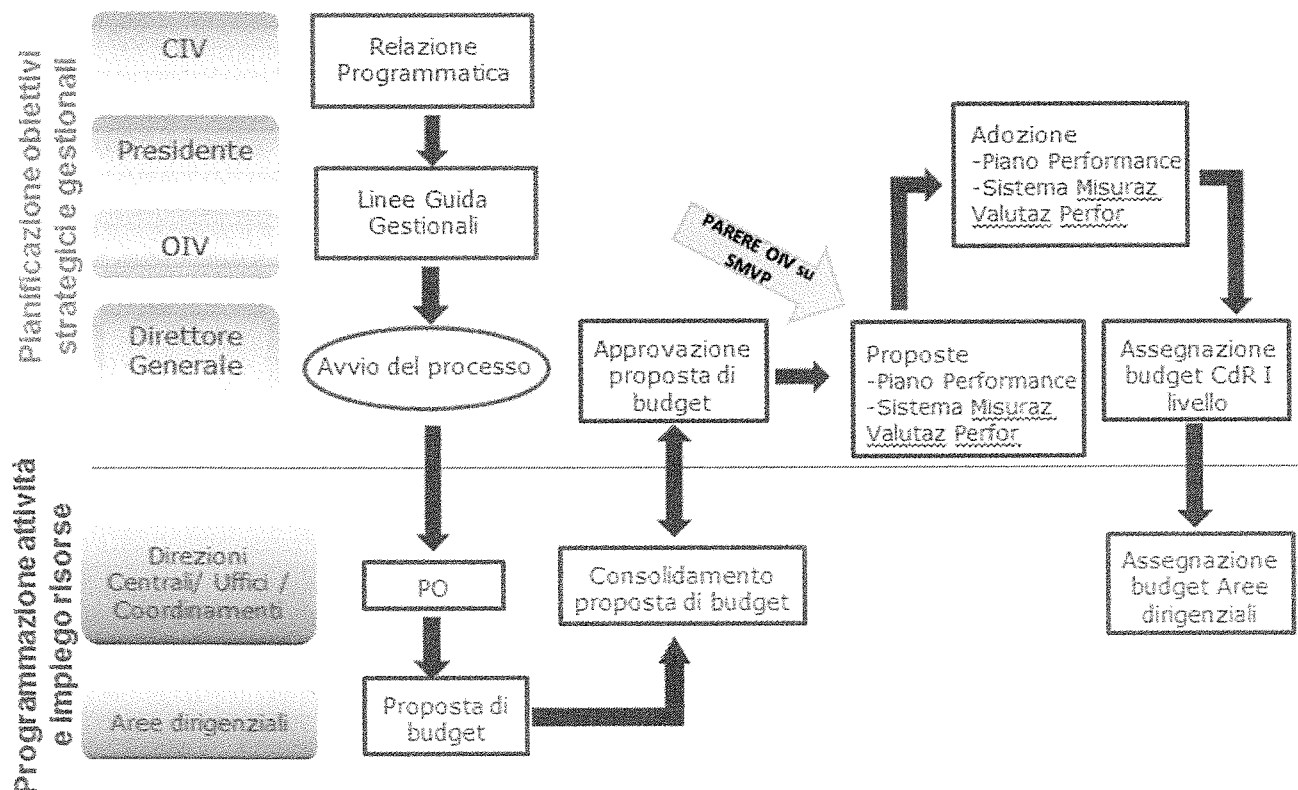 Pianificazione obiettivi
strategici e gestionali
CIV
Presidente
OIV
Direttore
Generale
Relazione
Programmatica
Linee Guida
Gestionali
Avvio del processo
PARERE OIV su
SMVP
Approvazione
proposta di
budget
Proposte
-Piano Performance
-Sistema Misuraz
Valutaz Perfor
Adozione
-Piano Performance
-Sistema Misuraz
Valutaz Perfor
Assegnazione
budget CdR I
livello
Programmazione attività
e impiego risorse
Direzioni
Centrali/ Uffici /
Coordinamenti
Aree dirigenziali
PO
Proposta di
budget
Consolidamento
proposta di budget
Assegnazione
budget Aree
dirigenziali